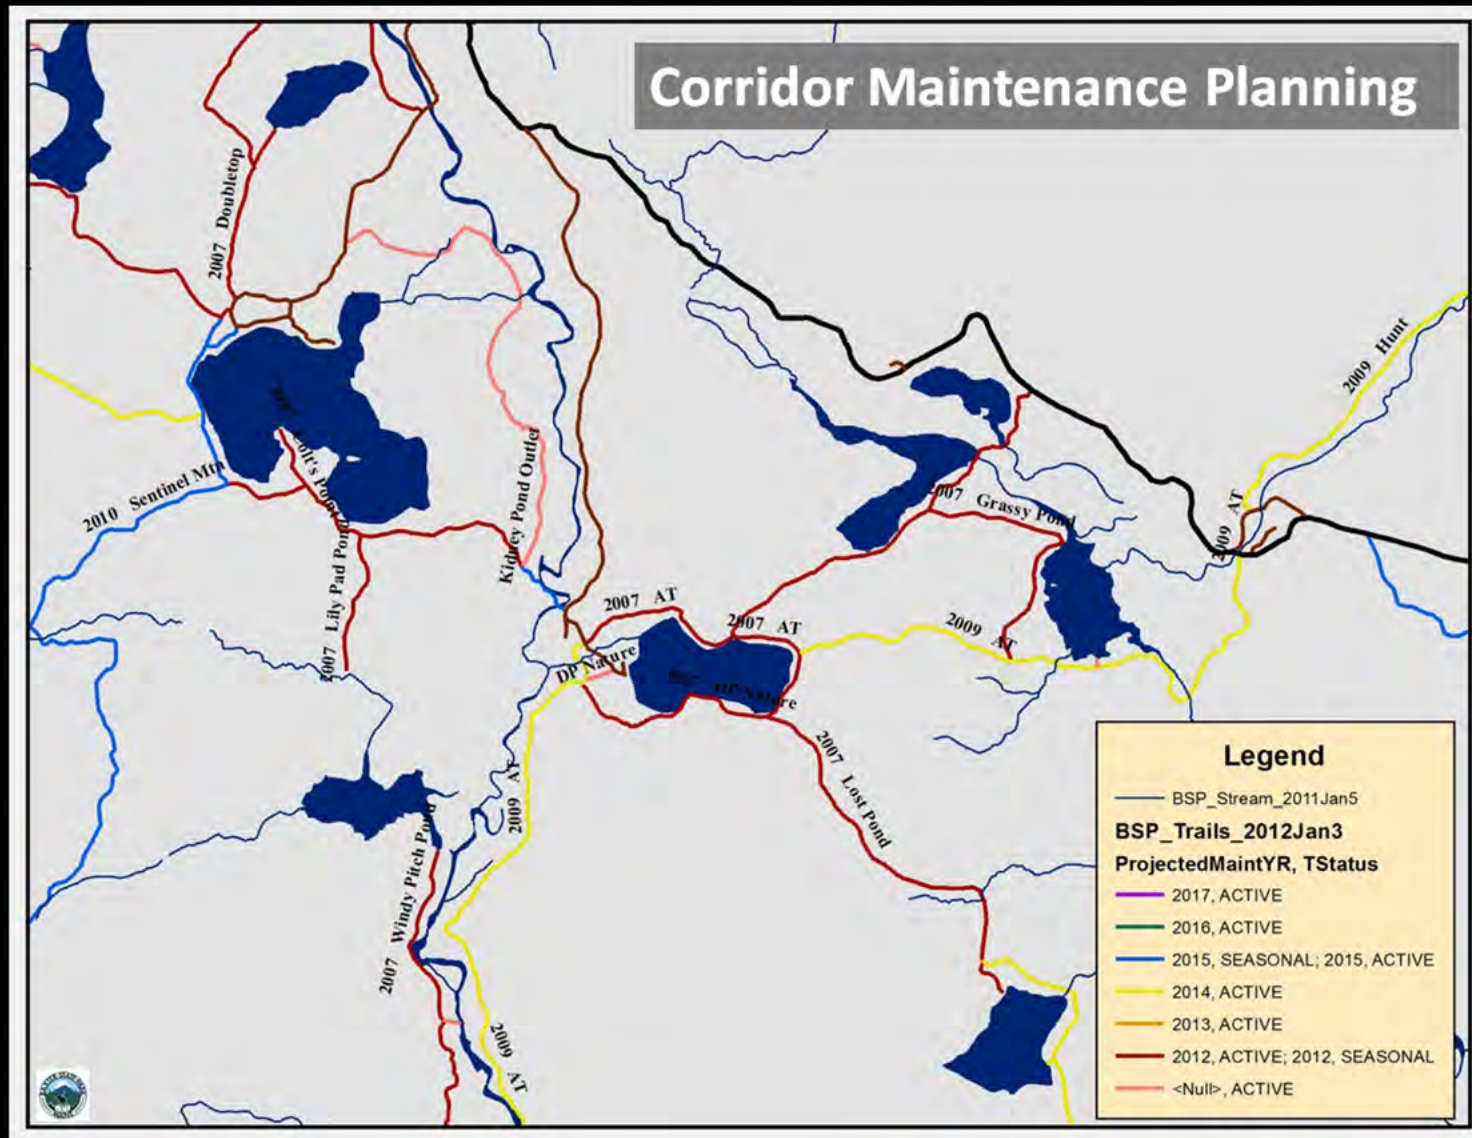 Corridor Maintenance Planning
2007 Doubletop
2009 Hunt
2010 Sentinel Mtn
Kidney Pond Outlet
2007 Grassy Pond
2009 AT
2007 Lily Pad Pond
2007 AT
2007 AT
2009 AT
DP Nature
DP Nature
2009 AT
2007 Lost Pond
2007 Windy Pitch Pond
2009 AT
Legend
BSP_Stream_2011Jan5
BSP_Trails_2012Jan3
ProjectedMaintYR, TStatus
2017, ACTIVE
2016, ACTIVE
2015, SEASONAL; 2015, ACTIVE
2014, ACTIVE
2013, ACTIVE
2012, ACTIVE; 2012, SEASONAL
<Null>, ACTIVE